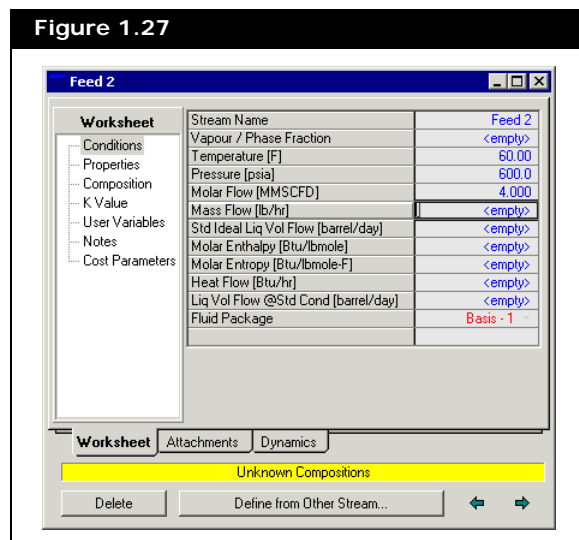 Figure 1.27
Feed 2
Worksheet
Conditions
Properties
Composition
K Value
User Variables
Notes
Cost Parameters
Stream Name Feed 2
Vapour / Phase Fraction <empty>
Temperature [F] 60.00
Pressure [psia] 600.0
Molar Flow [MMSCFD] 4.000
Mass Flow [lb/hr] <empty>
Std Ideal Liq Vol Flow [barrel/day] <empty>
Molar Enthalpy [Btu/lbmole] <empty>
Molar Entropy [Btu/lbmole-F] <empty>
Heat Flow [Btu/hr] <empty>
Liq Vol Flow @Std Cond [barrel/day] <empty>
Fluid Package Basis - 1
Worksheet Attachments Dynamics
Unknown Compositions
Delete Define from Other Stream...